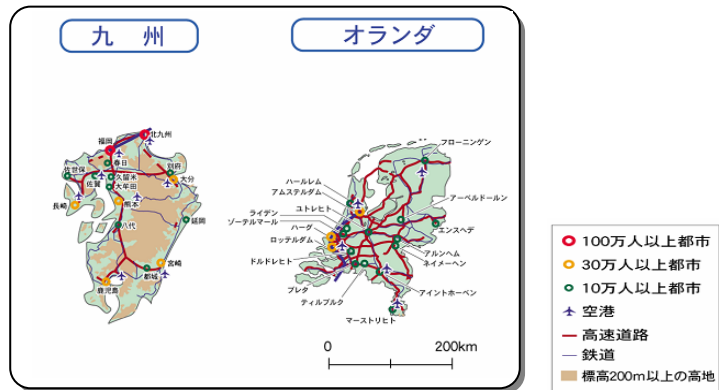 九 州
オランダ
北九州
福岡
春日
別府
佐世保
佐賀
久留米
大分
大牟田
長崎
熊本
延岡
八代
宮崎
都城
鹿児島
フローニンゲン
ハールレム
アムステルダム
ユトレヒト
アーペルドールン
ライデン
ゾーテルマール
エンスヘデ
ハーグ
ロッテルダム
アルンヘム
ドルドレヒト
ネイメーヘン
ブレダ
アイントホーベン
ティルブルク
マーストリヒト
0 200km
100万人以上都市
30万人以上都市
10万人以上都市
空港
高速道路
鉄道
標高200m以上の高地